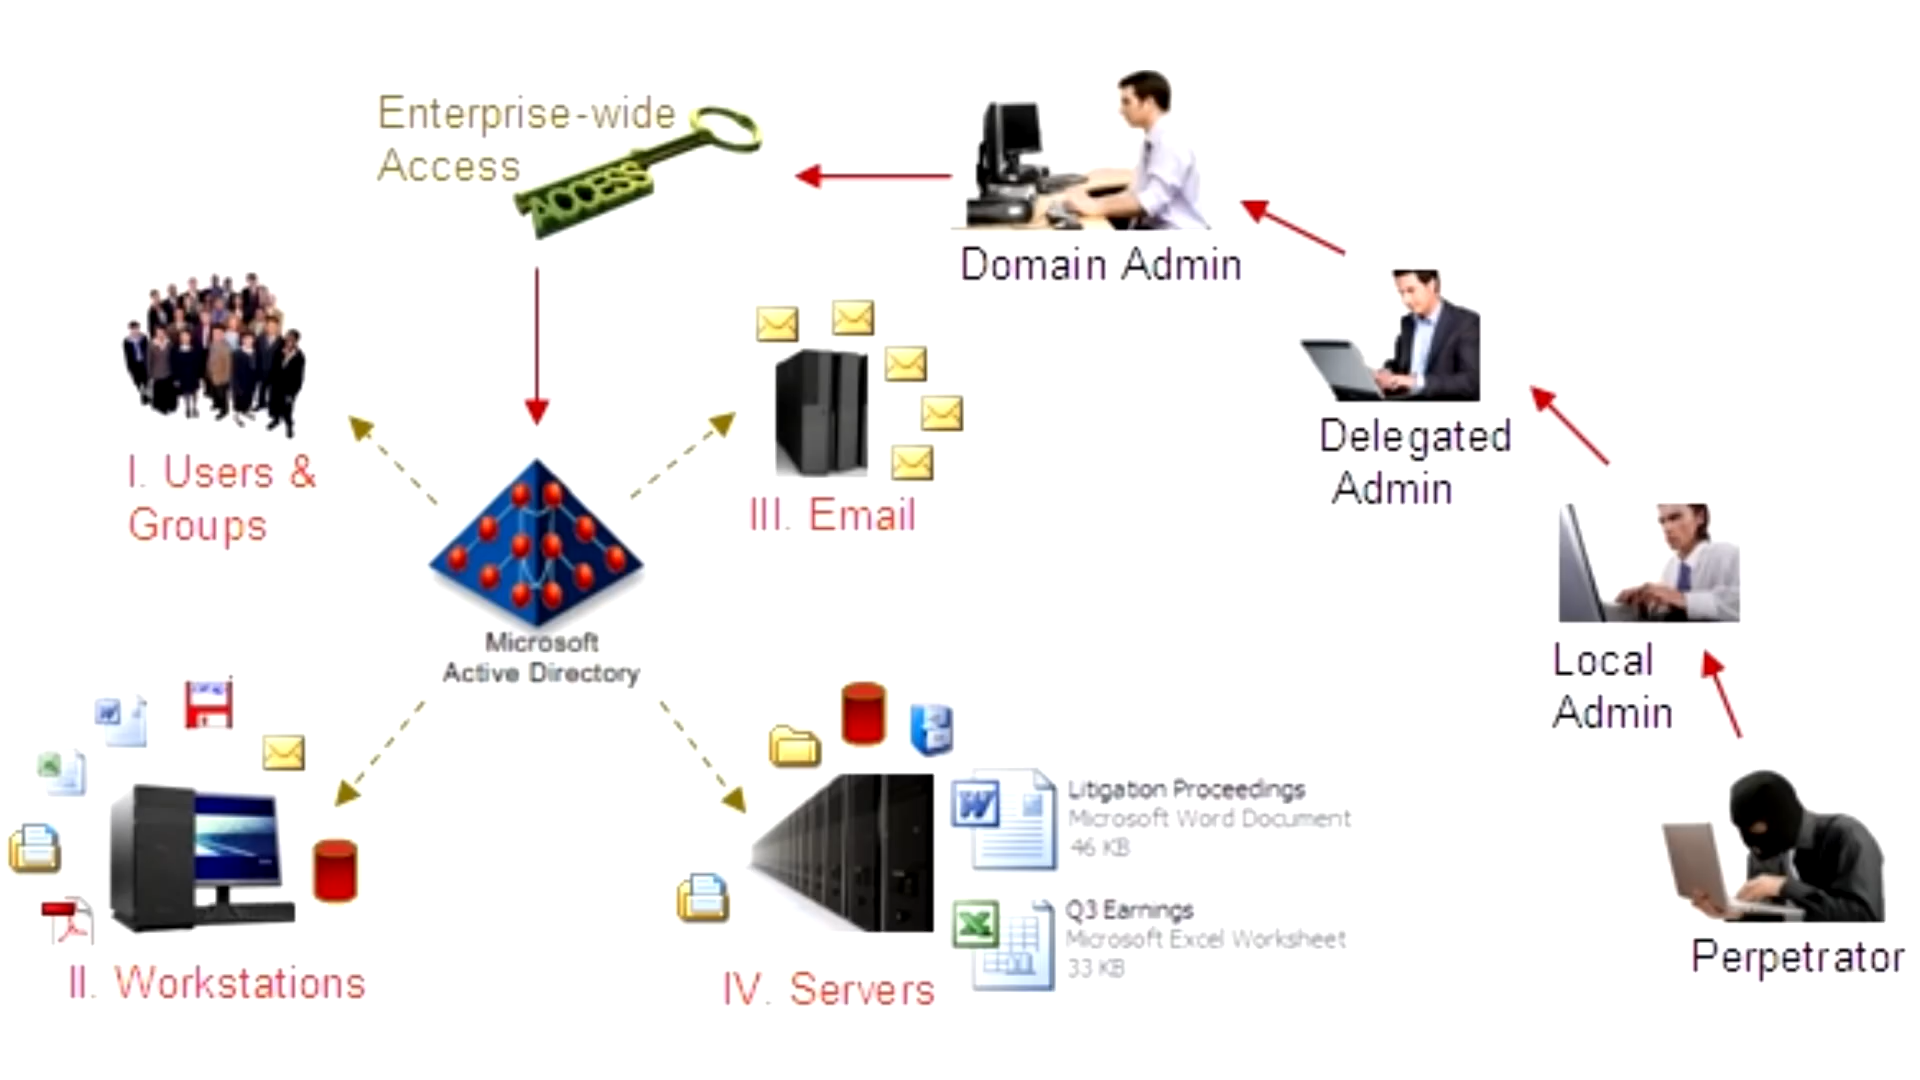 Enterprise-wide
Access
ACCESS
Domain Admin
Delegated
Admin
I. Users &
Groups
III. Email
Local
Admin
Microsoft
Active Directory
Litigation Proceedings
Microsoft Word Document
46 KB
Q3 Earnings
Microsoft Excel Worksheet
33 KB
Perpetrator
II. Workstations
IV. Servers